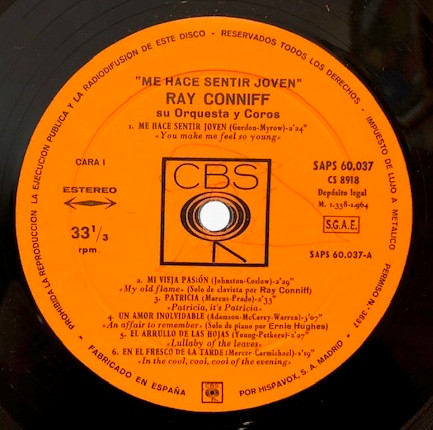 PROHIBIDA LA REPRODUCCION LA EJECUCION PUBLICA Y LA RADIODIFUSION DE ESTE DISCO - RESERVADOS TODOS LOS DERECHOS - IMPUESTO DE LUJO A METALICO PERMISO N. 3637
"ME HACE SENTIR JOVEN"
RAY CONNIFF
su Orquesta y Coros
1. ME HACE SENTIR JOVEN (Gordon-Myrow)-2'24"
«You make me feel so young»
CARA I
CBS
SAPS 60.037
CS 8918
Depósito legal
M. 1.338-1.964
ESTEREO
S.G.A.E.
33 1/3
rpm
SAPS 60.037-A
2. MI VIEJA PASIÓN (Johnston-Coslow)-2'29"
«My old flame» (Solo de clavista por Ray Conniff)
3. PATRICIA (Marcus-Prado)-2'33"
«Patricia, it's Patricia»
4. UN AMOR INOLVIDABLE (Adamson-McCarey-Warren)-3'07"
«An affair to remember» (Solo de piano por Ernie Hughes)
5. EL ARRULLO DE LAS HOJAS (Young-Petkere)-2'27"
«Lullaby of the leaves»
6. EN EL FRESCO DE LA TARDE (Mercer-Carmichael)-2'19"
«In the cool, cool, cool of the evening»
FABRICADO EN ESPAÑA
CBS
POR HISPAVOX. S. A. MADRID